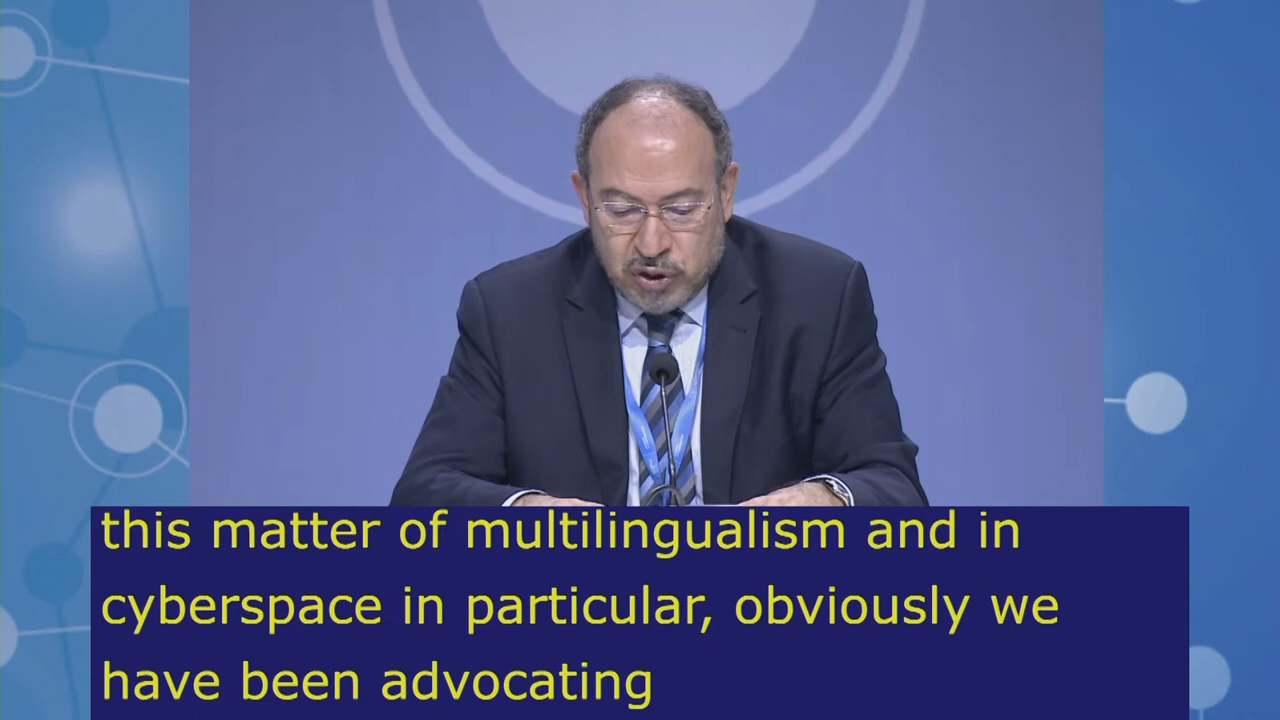 this matter of multilingualism and in
cyberspace in particular, obviously we
have been advocating